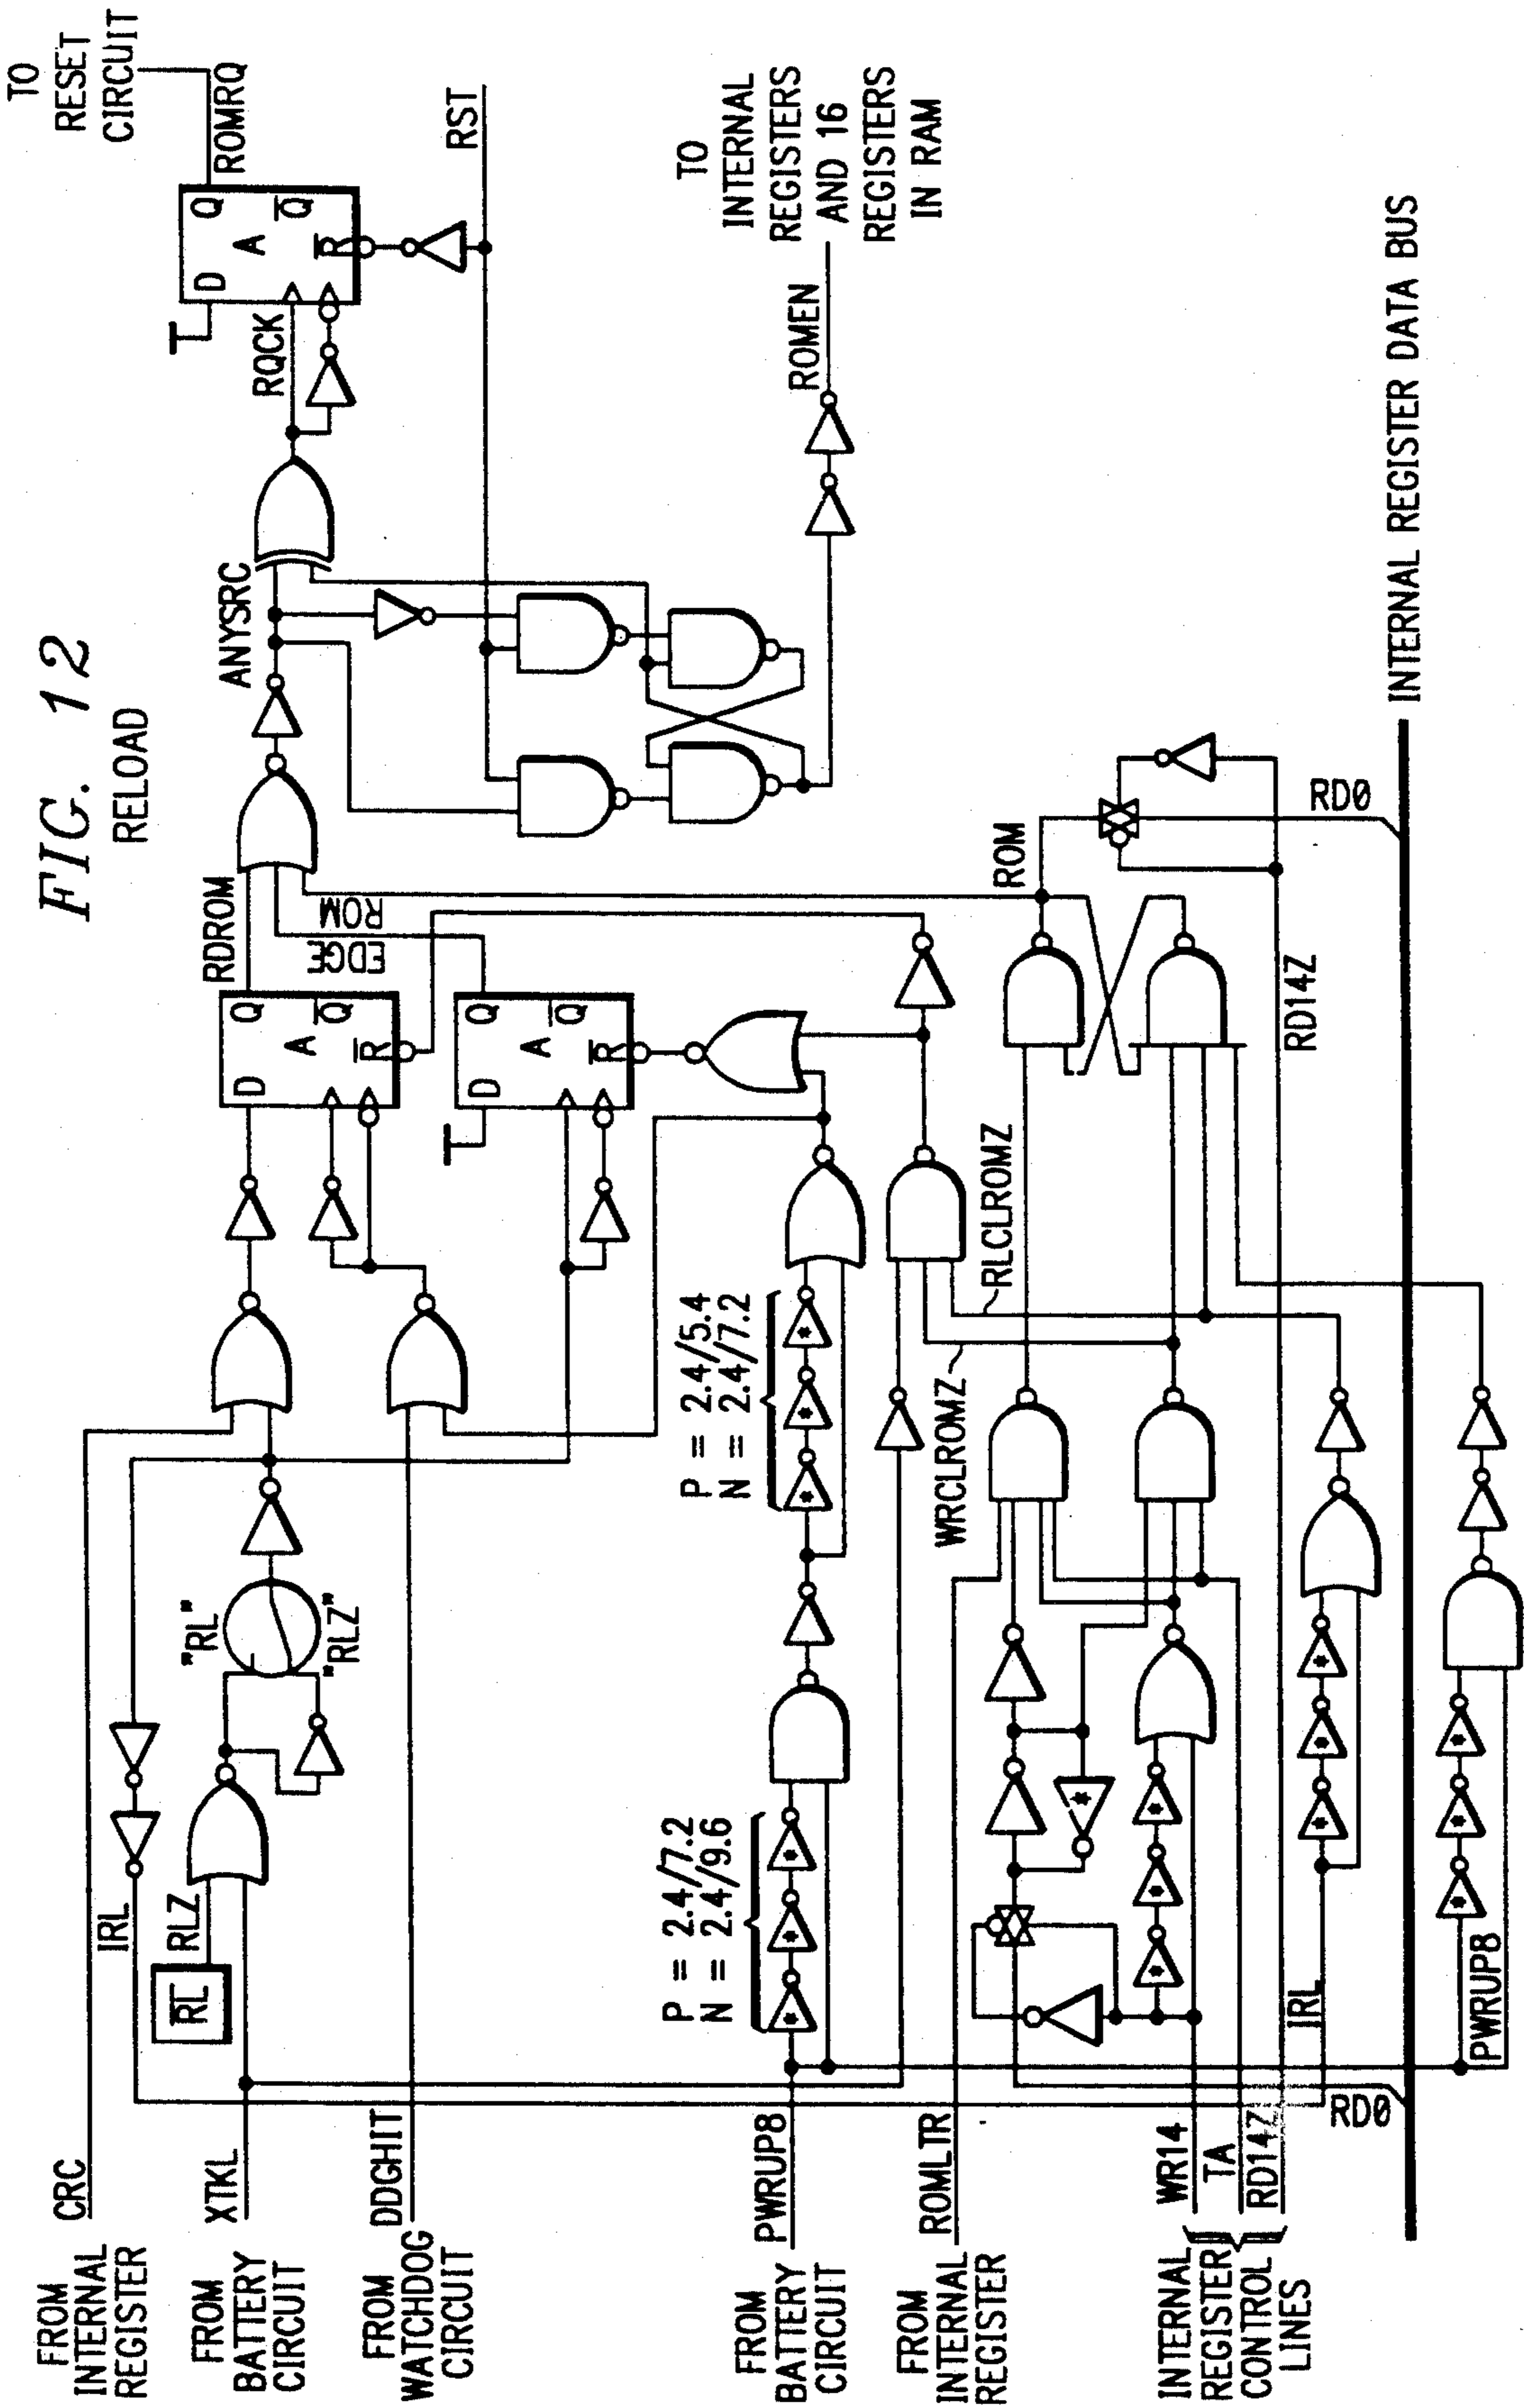 FIG. 12
RELOAD
FROM
INTERNAL
REGISTER
CRC
FROM
BATTERY
CIRCUIT
XTKL
FROM
WATCHDOG
CIRCUIT
DDGHIT
FROM
BATTERY
CIRCUIT
PWRUP8
FROM
INTERNAL
REGISTER
ROMLTR
INTERNAL
REGISTER
CONTROL
LINES
WR14
TA
RD14Z
IRL
RL
RLZ
"RL"
"RLZ"
P = 2.4/7.2
N = 2.4/9.6
P = 2.4/5.4
N = 2.4/7.2
* * *
* * *
*
* * *
* * *
* * *
IRL
PWRUP8
RD0
WRCLROMZ
RLCLROMZ
D
Q
A
Q
R
D
Q
A
Q
R
RDROM
EDGE
ROM
ROM
RD14Z
RD0
INTERNAL REGISTER DATA BUS
ANYSRC
RQCK
D
Q
A
Q
R
ROMRQ
TO
RESET
CIRCUIT
RST
ROMEN
TO
INTERNAL
REGISTERS
AND 16
REGISTERS
IN RAM